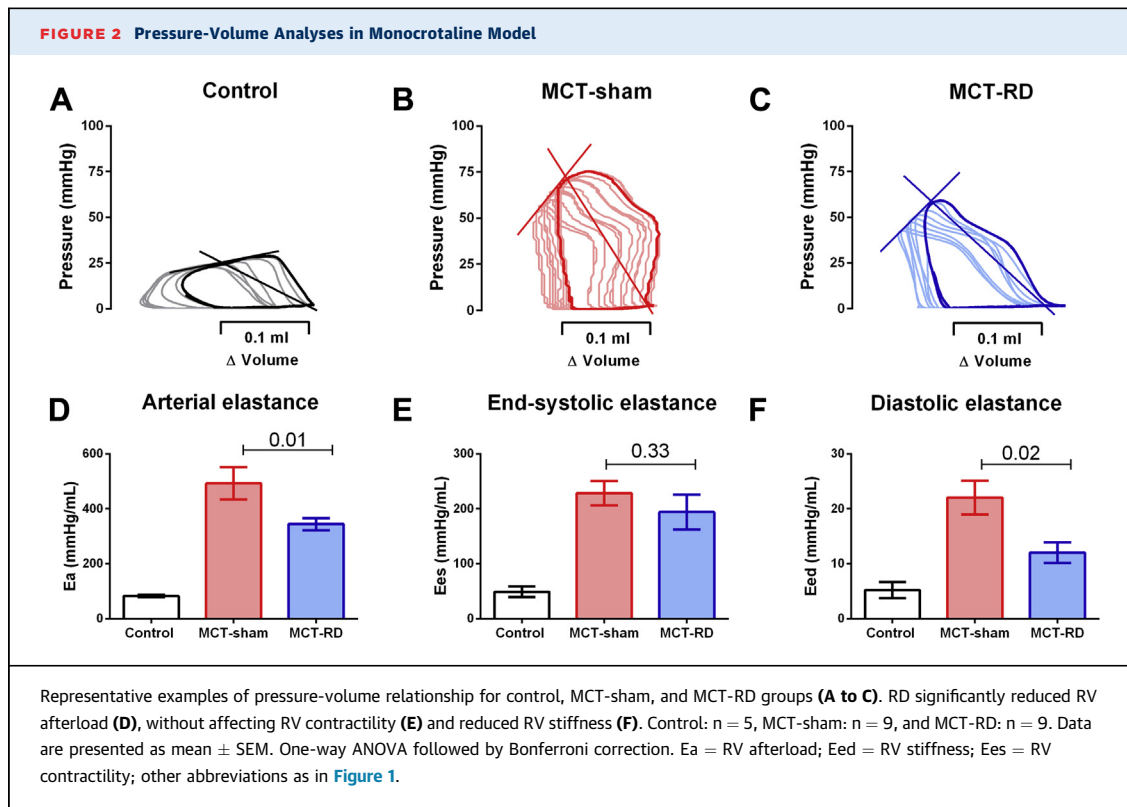 FIGURE 2 Pressure-Volume Analyses in Monocrotaline Model
A
Control
Pressure (mmHg)
100
75
50
25
0
0.1 ml
Δ Volume
B
MCT-sham
Pressure (mmHg)
100
75
50
25
0
0.1 ml
Δ Volume
C
MCT-RD
Pressure (mmHg)
100
75
50
25
0
0.1 ml
Δ Volume
D
Arterial elastance
Ea (mmHg/mL)
600
400
200
0
0.01
Control MCT-sham MCT-RD
E
End-systolic elastance
Ees (mmHg/mL)
300
200
100
0
0.33
Control MCT-sham MCT-RD
F
Diastolic elastance
Eed (mmHg/mL)
30
20
10
0
0.02
Control MCT-sham MCT-RD
Representative examples of pressure-volume relationship for control, MCT-sham, and MCT-RD groups (A to C). RD significantly reduced RV
afterload (D), without affecting RV contractility (E) and reduced RV stiffness (F). Control: n = 5, MCT-sham: n = 9, and MCT-RD: n = 9. Data
are presented as mean ± SEM. One-way ANOVA followed by Bonferroni correction. Ea = RV afterload; Eed = RV stiffness; Ees = RV
contractility; other abbreviations as in Figure 1.